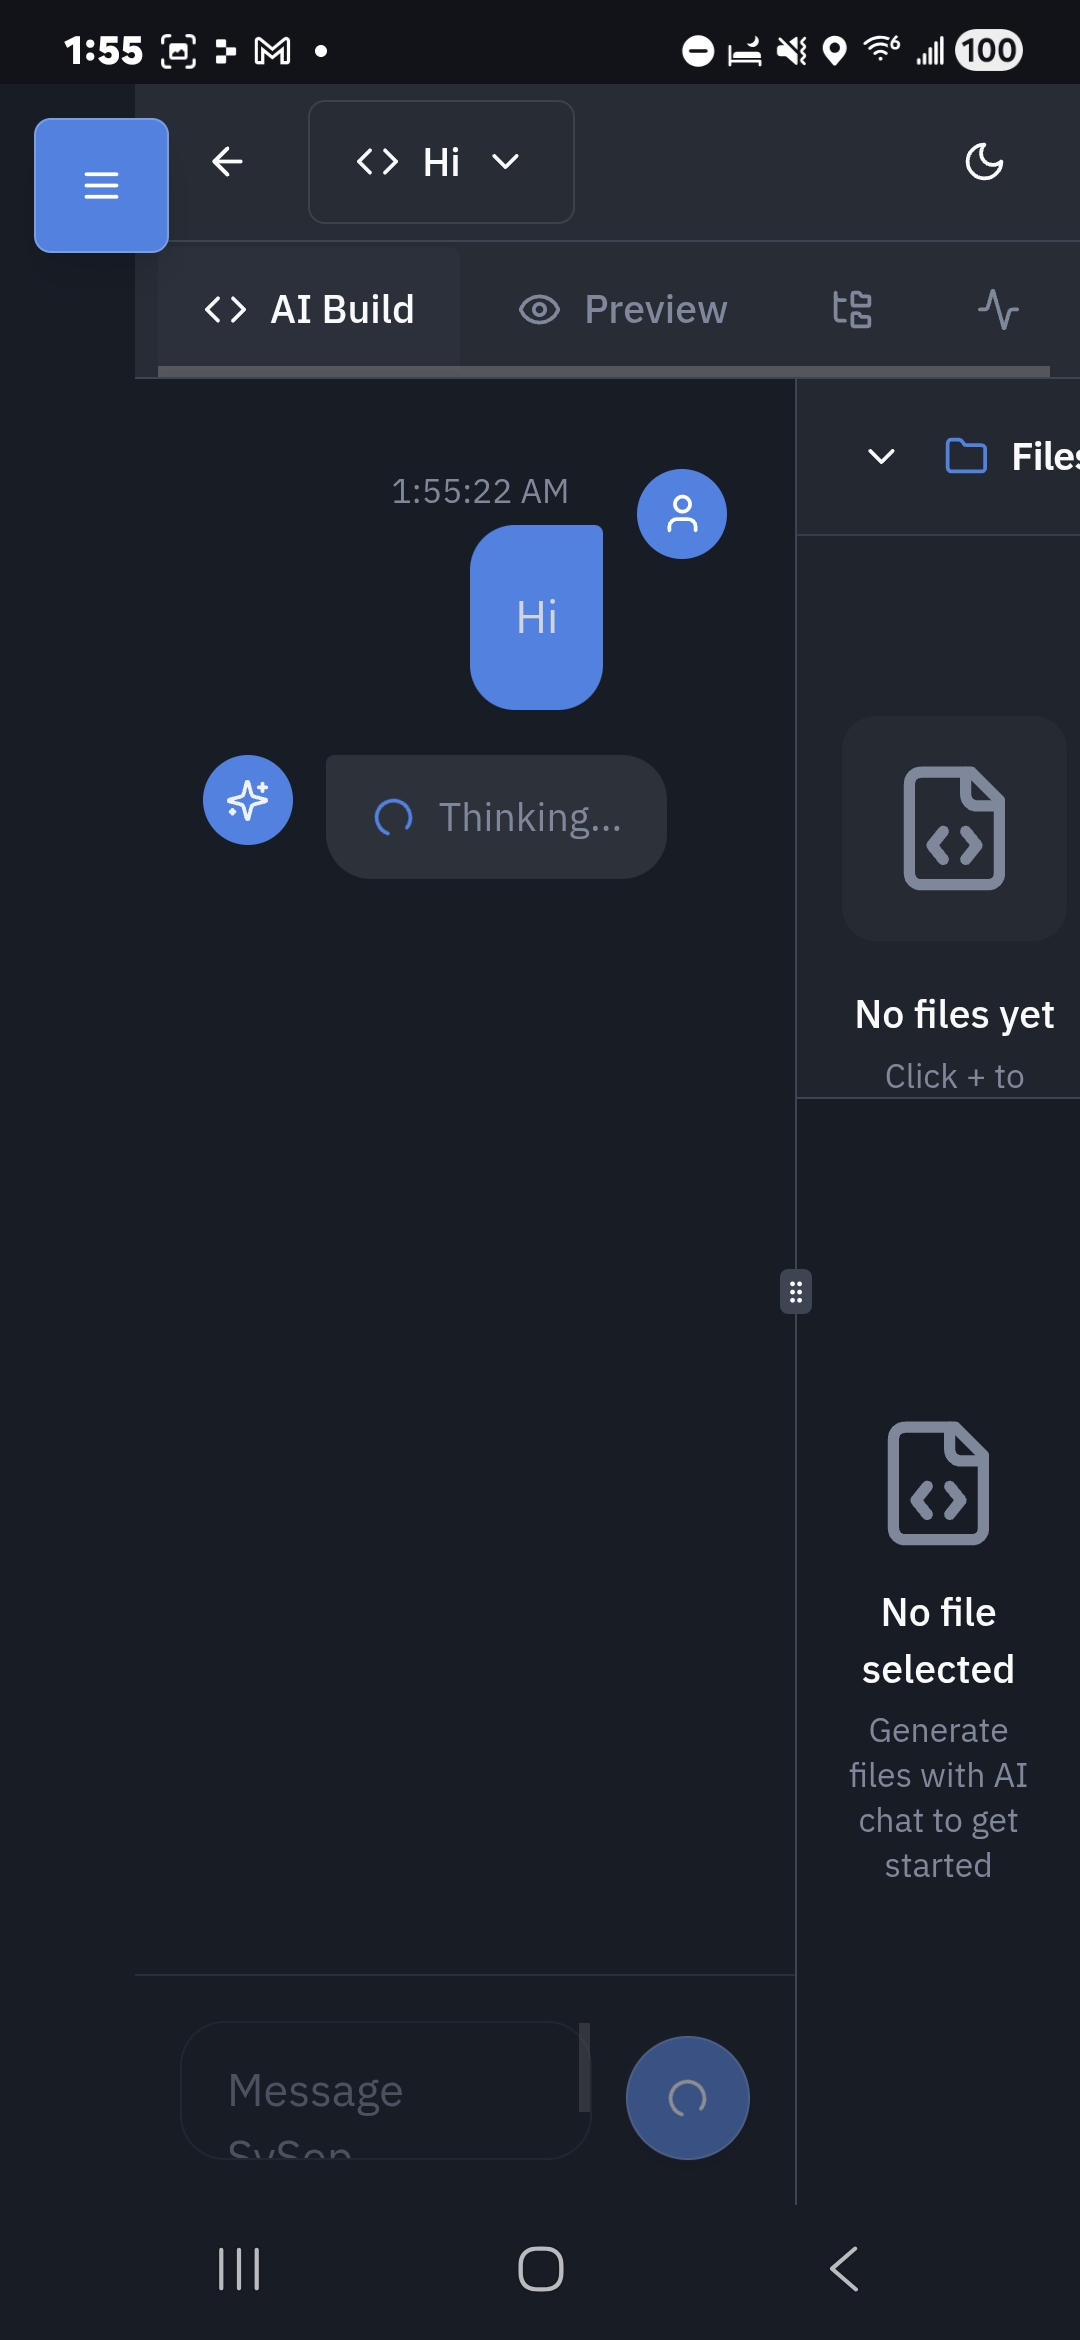 1:55
100
Hi
AI Build
Preview
Files
1:55:22 AM
Hi
Thinking...
No files yet
Click + to
No file
selected
Generate
files with AI
chat to get
started
Message